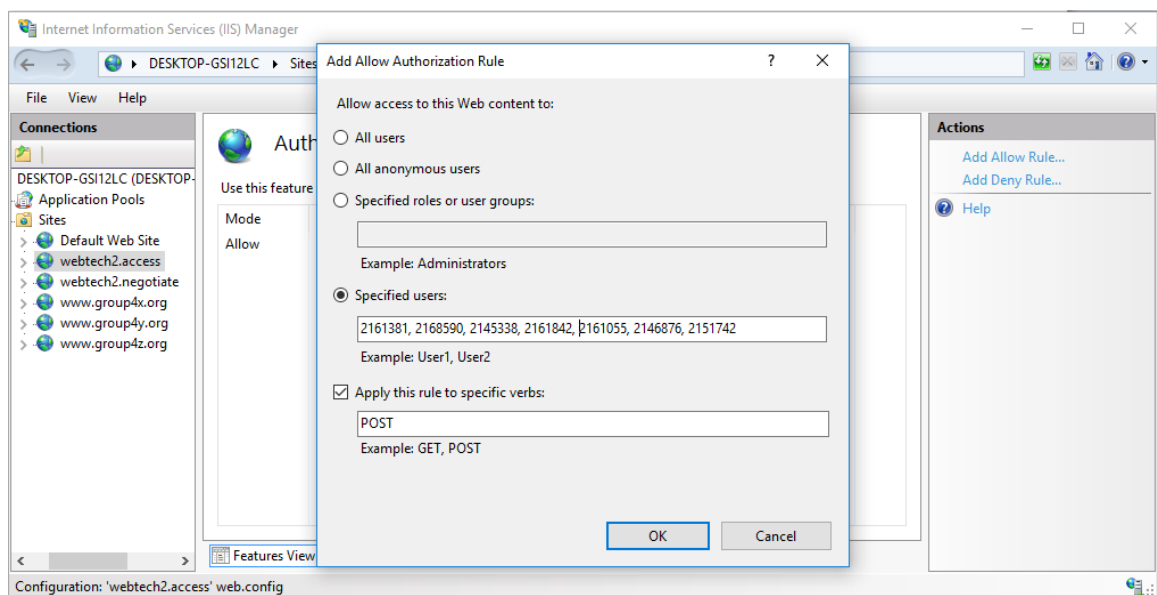 Internet Information Services (IIS) Manager
DESKTOP-GSI12LC Sites
File View Help
Connections
DESKTOP-GSI12LC (DESKTOP-
Application Pools
Sites
Default Web Site
webtech2.access
webtech2.negotiate
www.group4x.org
www.group4y.org
www.group4z.org
Auth
Use this feature
Mode
Allow
Features View
Add Allow Authorization Rule
?
Allow access to this Web content to:
All users
All anonymous users
Specified roles or user groups:
Example: Administrators
Specified users:
2161381, 2168590, 2145338, 2161842, 2161055, 2146876, 2151742
Example: User1, User2
Apply this rule to specific verbs:
POST
Example: GET, POST
OK Cancel
Actions
Add Allow Rule...
Add Deny Rule...
Help
Configuration: 'webtech2.access' web.config